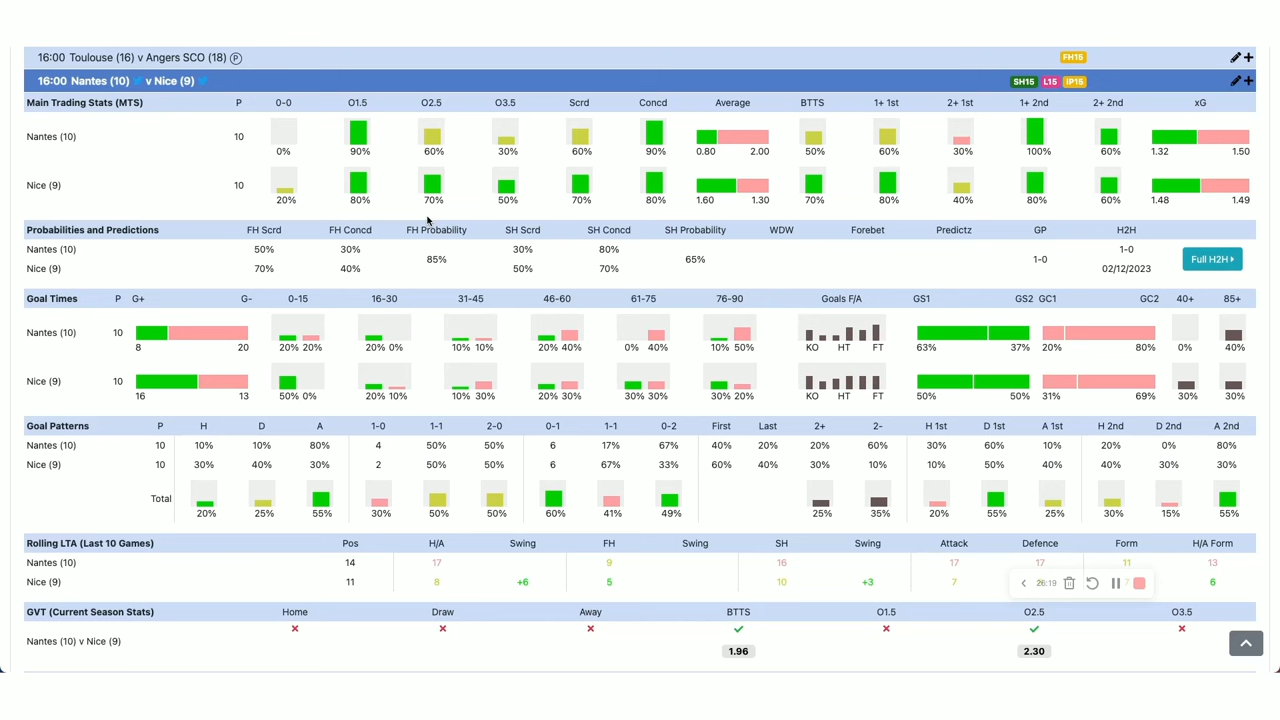 16:00 Toulouse (16) v Angers SCO (18) P FH15
16:00 Nantes (10) v Nice (9) SH15 L15 IP15
Main Trading Stats (MTS) P 0-0 O1.5 O2.5 O3.5 Scrd Concd Average BTTS 1+ 1st 2+ 1st 1+ 2nd 2+ 2nd xG
Nantes (10) 10
0% 90% 60% 30% 60% 90% 0.80 2.00 50% 60% 30% 100% 60% 1.32 1.50
Nice (9) 10
20% 80% 70% 50% 70% 80% 1.60 1.30 70% 80% 40% 80% 60% 1.48 1.49
Probabilities and Predictions FH Scrd FH Concd FH Probability SH Scrd SH Concd SH Probability WDW Forebet Predictz GP H2H
Nantes (10) 50% 30% 30% 80% 1-0
85% 65% 1-0 Full H2H
Nice (9) 70% 40% 50% 70% 02/12/2023
Goal Times P G+ G- 0-15 16-30 31-45 46-60 61-75 76-90 Goals F/A GS1 GS2 GC1 GC2 40+ 85+
Nantes (10) 10
8 20 20% 20% 20% 0% 10% 10% 20% 40% 0% 40% 10% 50% KO HT FT 63% 37% 20% 80% 0% 40%
Nice (9) 10
16 13 50% 0% 20% 10% 10% 30% 20% 30% 30% 30% 30% 20% KO HT FT 50% 50% 31% 69% 30% 30%
Goal Patterns P H D A 1-0 1-1 2-0 0-1 1-1 0-2 First Last 2+ 2- H 1st D 1st A 1st H 2nd D 2nd A 2nd
Nantes (10) 10 10% 10% 80% 4 50% 50% 6 17% 67% 40% 20% 20% 60% 30% 60% 10% 20% 0% 80%
Nice (9) 10 30% 40% 30% 2 50% 50% 6 67% 33% 60% 40% 30% 10% 10% 50% 40% 40% 30% 30%
Total
20% 25% 55% 30% 50% 50% 60% 41% 49% 25% 35% 20% 55% 25% 30% 15% 55%
Rolling LTA (Last 10 Games) Pos H/A Swing FH Swing SH Swing Attack Defence Form H/A Form
Nantes (10) 14 17 9 16 17 17 11 13
Nice (9) 11 8 +6 5 10 +3 7 7 6
26:19
GVT (Current Season Stats) Home Draw Away BTTS O1.5 O2.5 O3.5
Nantes (10) v Nice (9)
1.96 2.30